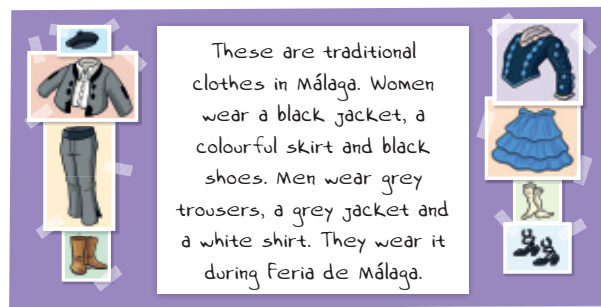 These are traditional
clothes in Málaga. Women
wear a black jacket, a
colourful skirt and black
shoes. Men wear grey
trousers, a grey jacket and
a white shirt. They wear it
during Feria de Málaga.